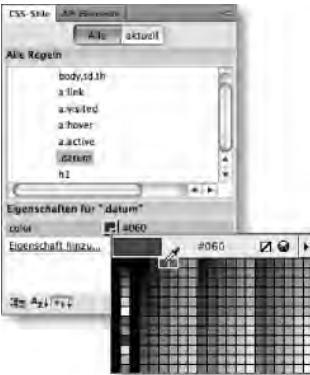 CSS-Stile AP Elemente
Alle aktuell
Alle Regeln
body,td,th
a:link
a:visited
a:hover
a:active
.datum
h1
Eigenschaften für ".datum"
color #060
Eigenschaft hinzu...
#060